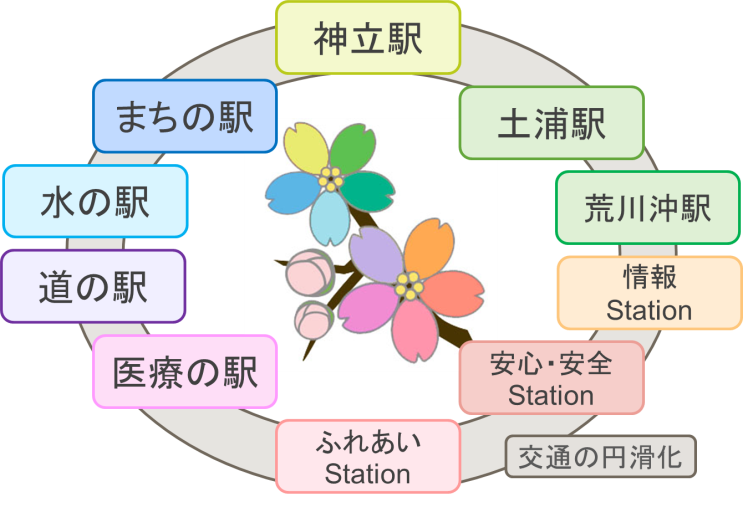 神立駅
まちの駅
土浦駅
水の駅
荒川沖駅
道の駅
情報
Station
医療の駅
安心・安全
Station
ふれあい
Station
交通の円滑化